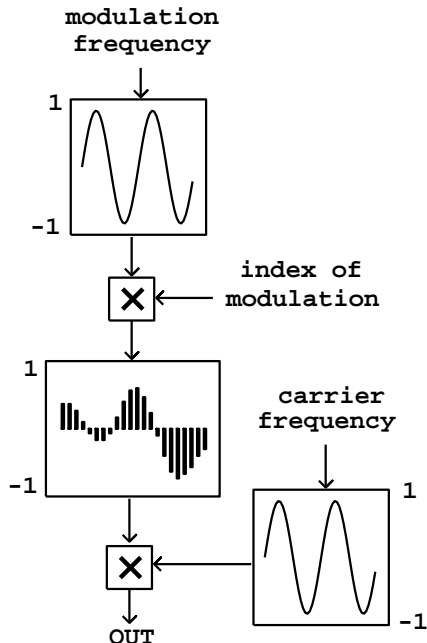 modulation
frequency
1
-1
index of
modulation
1
-1
carrier
frequency
1
-1
OUT